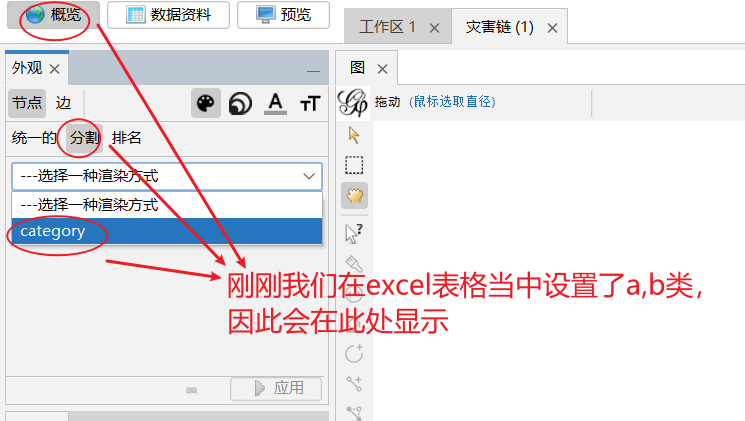 概览
数据资料
预览
工作区 1
灾害链 (1)
外观
图
节点
边
拖动
(鼠标选取直径)
统一的
分割
排名
---选择一种渲染方式
---选择一种渲染方式
category
刚刚我们在excel表格当中设置了a,b类，
因此会在此处显示
应用